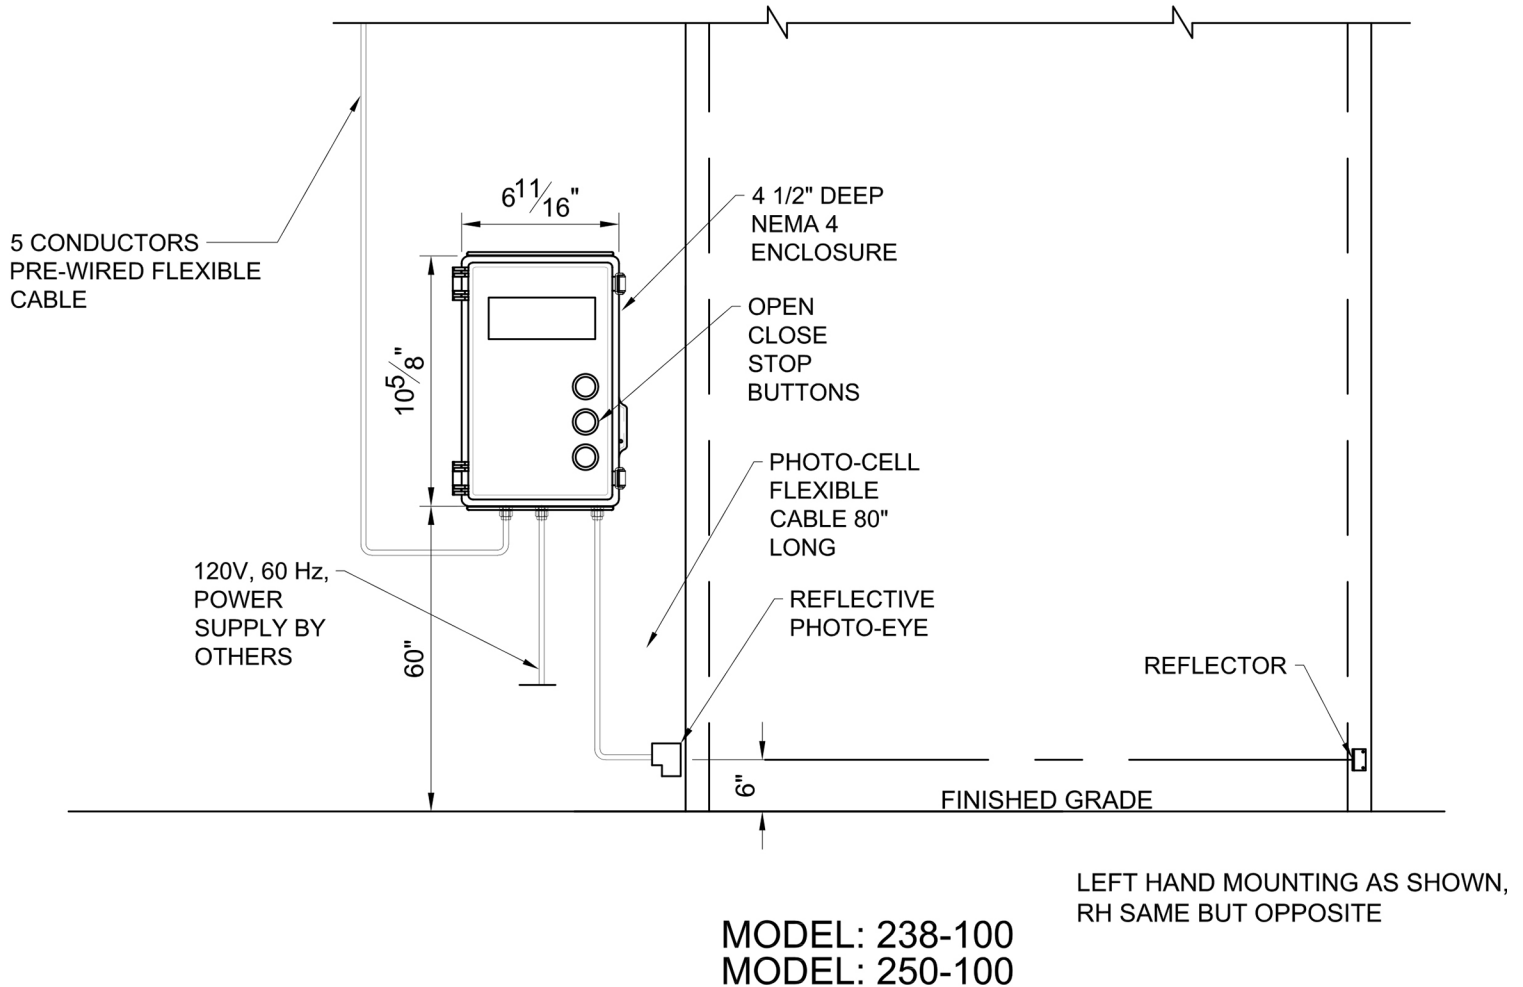 6 11/16"
4 1/2" DEEP
NEMA 4
ENCLOSURE
5 CONDUCTORS
PRE-WIRED FLEXIBLE
CABLE
OPEN
CLOSE
STOP
BUTTONS
10 5/8"
PHOTO-CELL
FLEXIBLE
CABLE 80"
LONG
120V, 60 Hz,
POWER
SUPPLY BY
OTHERS
REFLECTIVE
PHOTO-EYE
60"
REFLECTOR
6"
FINISHED GRADE
LEFT HAND MOUNTING AS SHOWN,
RH SAME BUT OPPOSITE
MODEL: 238-100
MODEL: 250-100